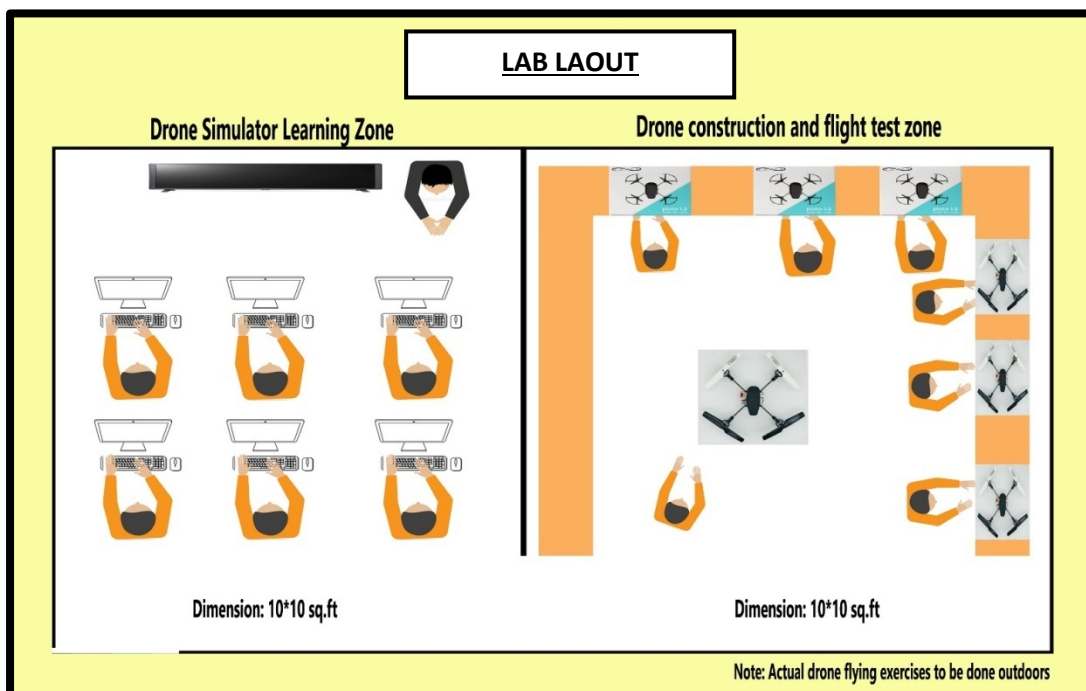 LAB LAOUT
Drone Simulator Learning Zone
Drone construction and flight test zone
Dimension: 10*10 sq.ft
Dimension: 10*10 sq.ft
Note: Actual drone flying exercises to be done outdoors